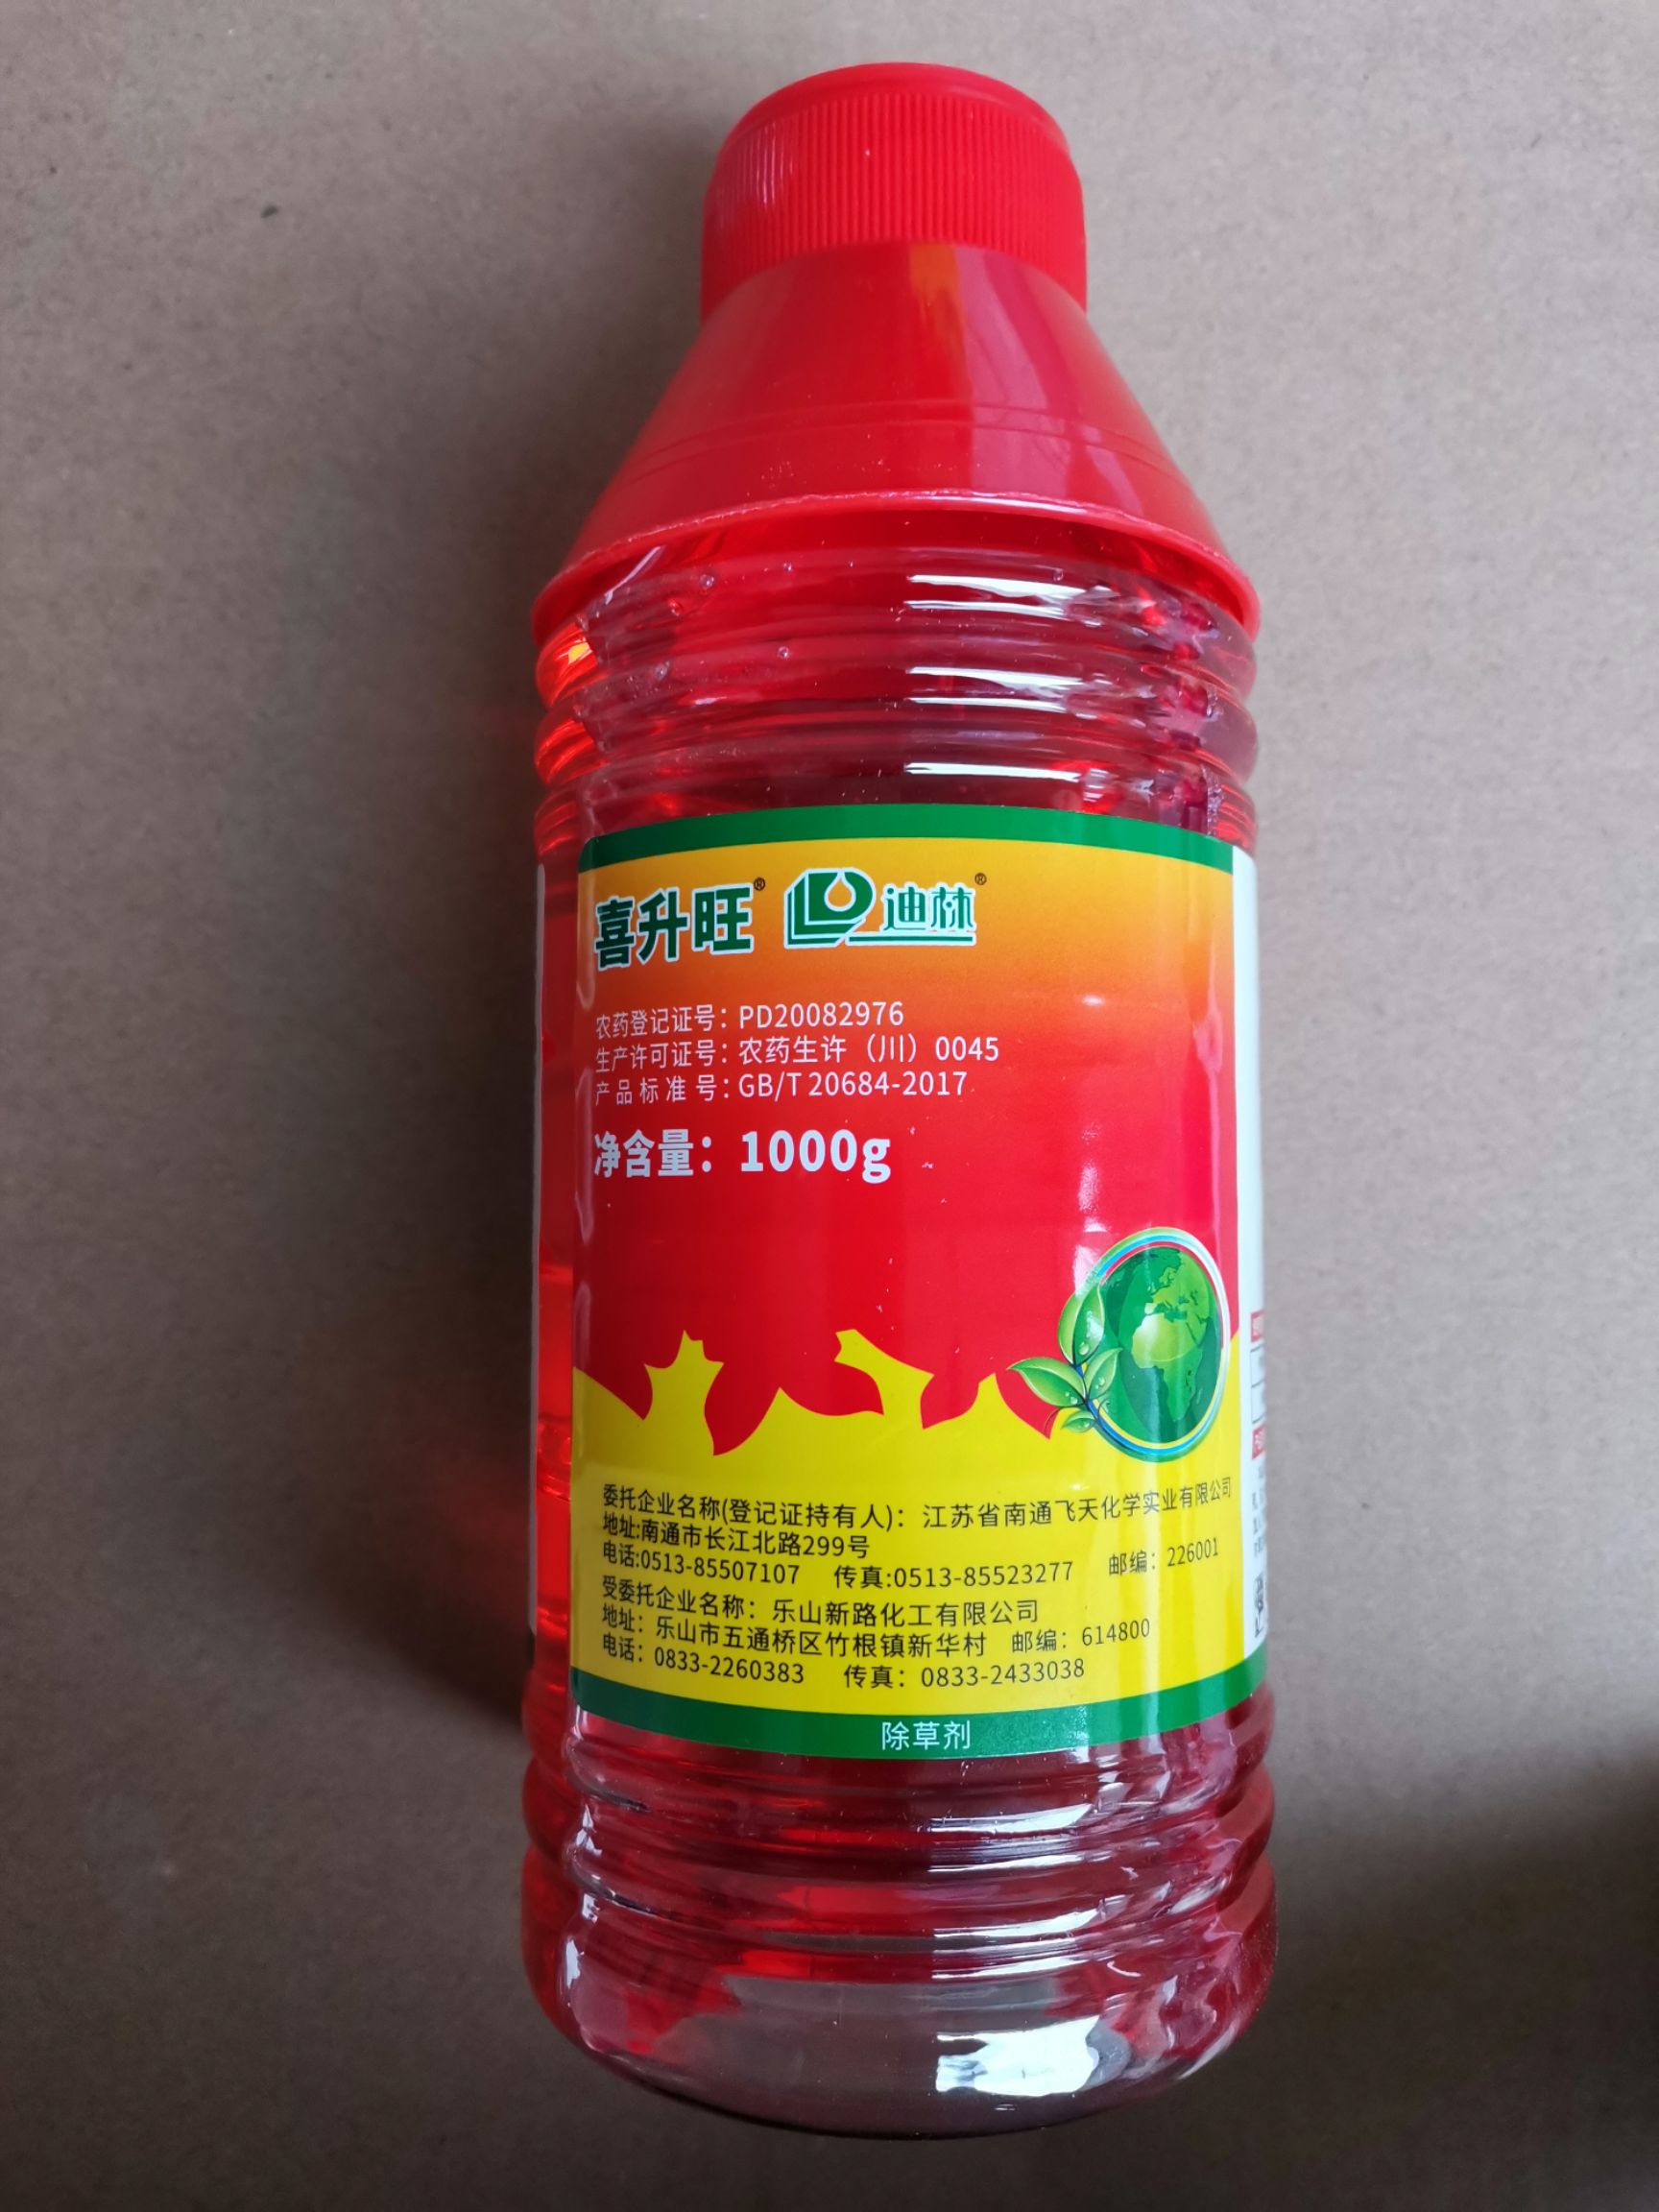 喜升旺® 迪林®
农药登记证号：PD20082976
生产许可证号：农药生许（川）0045
产品标准号：GB/T 20684-2017
净含量：1000g
委托企业名称(登记证持有人)：江苏省南通飞天化学实业有限公司
地址:南通市长江北路299号
电话:0513-85507107 传真:0513-85523277 邮编：226001
受委托企业名称：乐山新路化工有限公司
地址：乐山市五通桥区竹根镇新华村 邮编：614800
电话：0833-2260383 传真：0833-2433038
除草剂